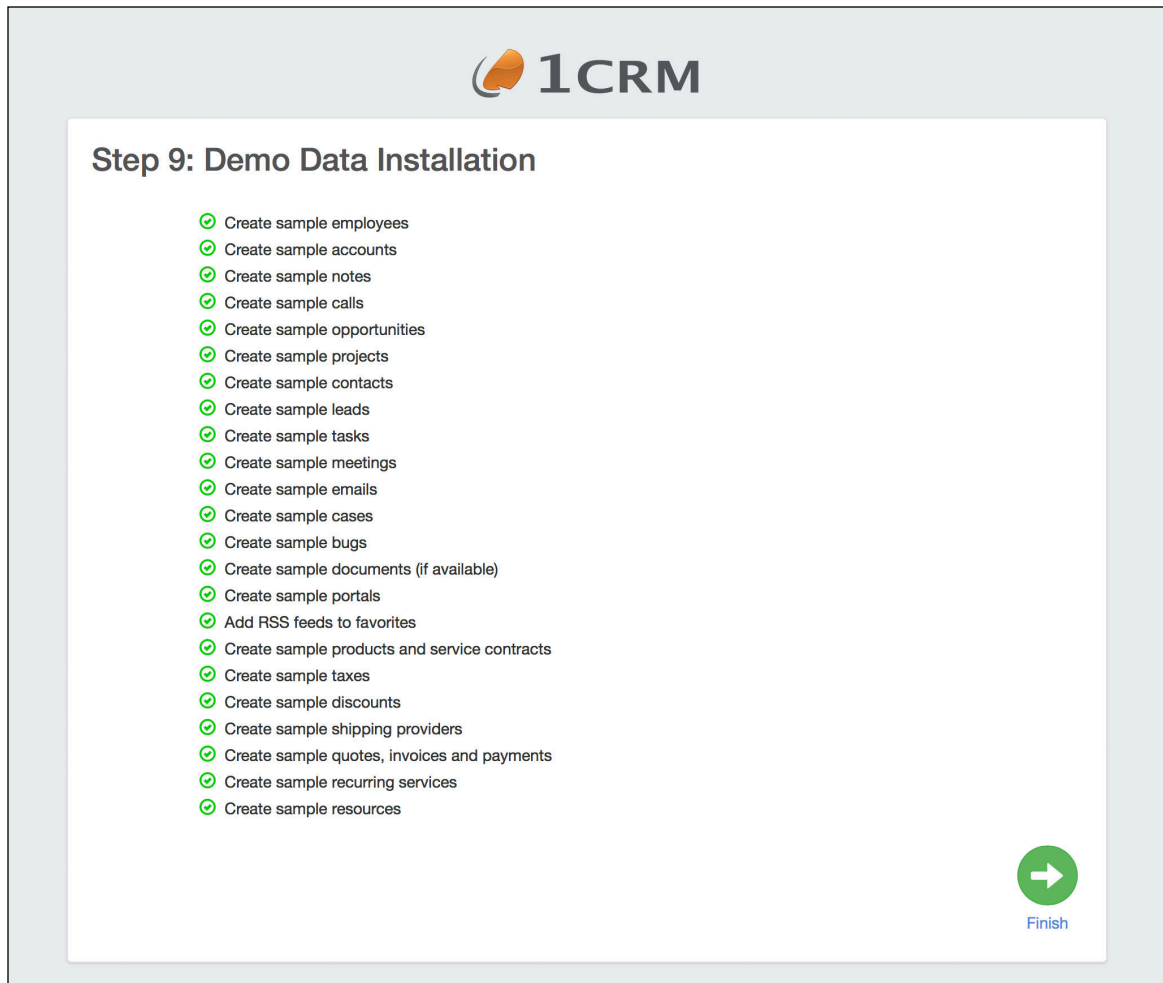 1CRM
Step 9: Demo Data Installation
Create sample employees
Create sample accounts
Create sample notes
Create sample calls
Create sample opportunities
Create sample projects
Create sample contacts
Create sample leads
Create sample tasks
Create sample meetings
Create sample emails
Create sample cases
Create sample bugs
Create sample documents (if available)
Create sample portals
Add RSS feeds to favorites
Create sample products and service contracts
Create sample taxes
Create sample discounts
Create sample shipping providers
Create sample quotes, invoices and payments
Create sample recurring services
Create sample resources
Finish